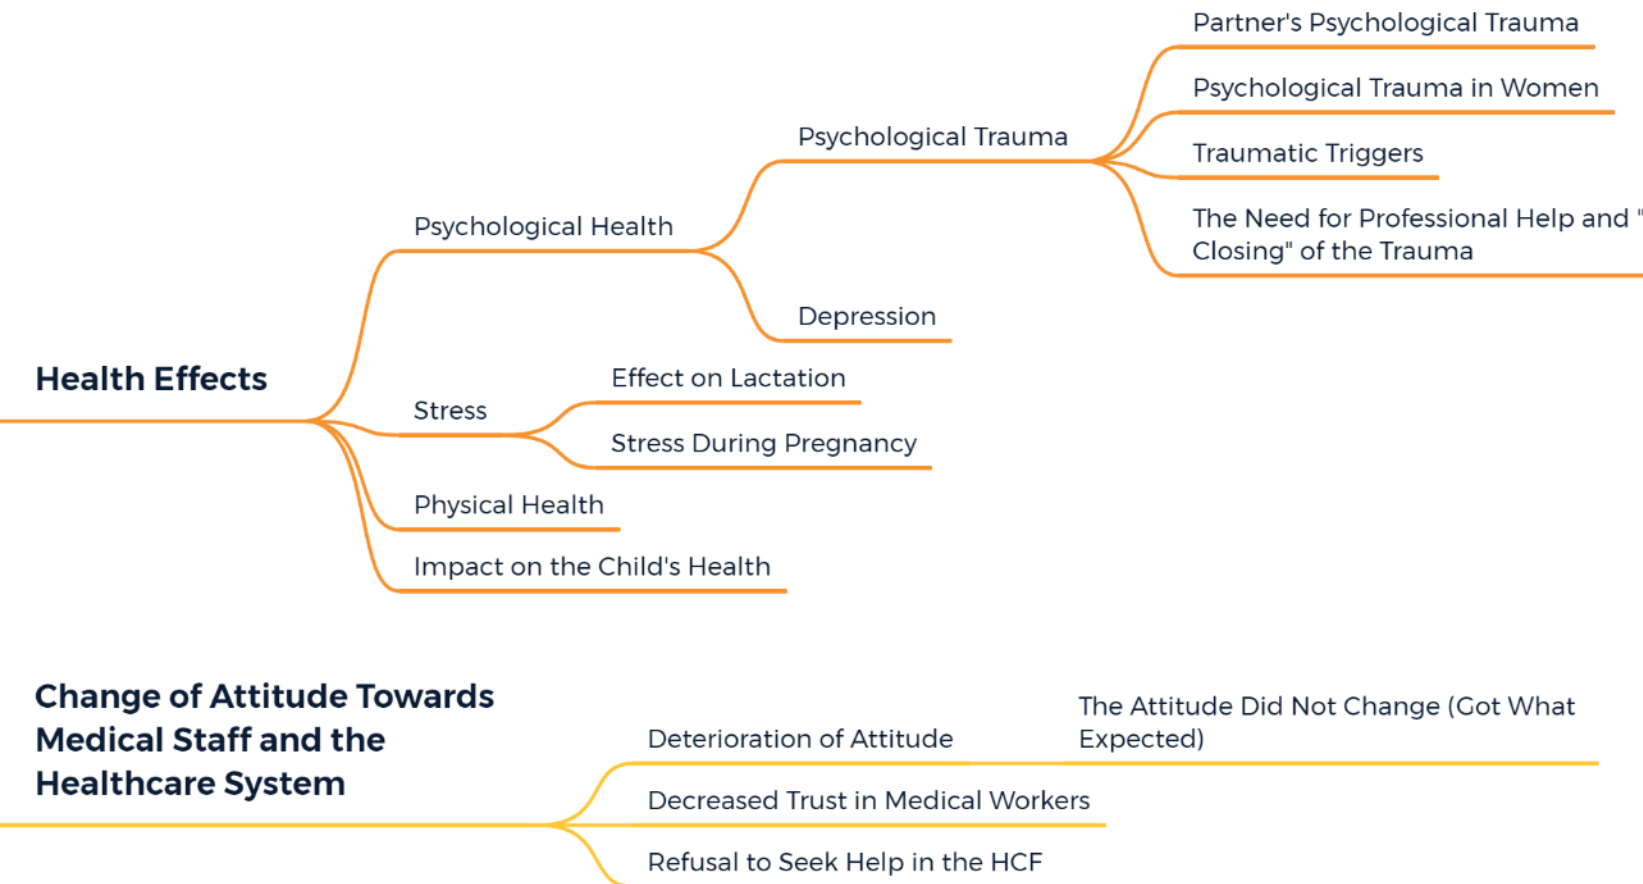 Partner's Psychological Trauma
Psychological Trauma in Women
Psychological Trauma
Traumatic Triggers
The Need for Professional Help and "
Closing" of the Trauma
Psychological Health
Depression
Health Effects
Effect on Lactation
Stress
Stress During Pregnancy
Physical Health
Impact on the Child's Health
Change of Attitude Towards
Medical Staff and the
Healthcare System
The Attitude Did Not Change (Got What
Expected)
Deterioration of Attitude
Decreased Trust in Medical Workers
Refusal to Seek Help in the HCF